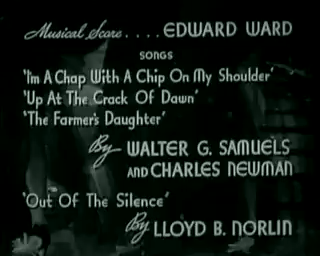 Musical Score.... EDWARD WARD
SONGS
'I'm A Chap With A Chip On My Shoulder'
'Up At The Crack Of Dawn'
'The Farmer's Daughter'
By WALTER G. SAMUELS
AND CHARLES NEWMAN
'Out Of The Silence'
By LLOYD B. NORLIN